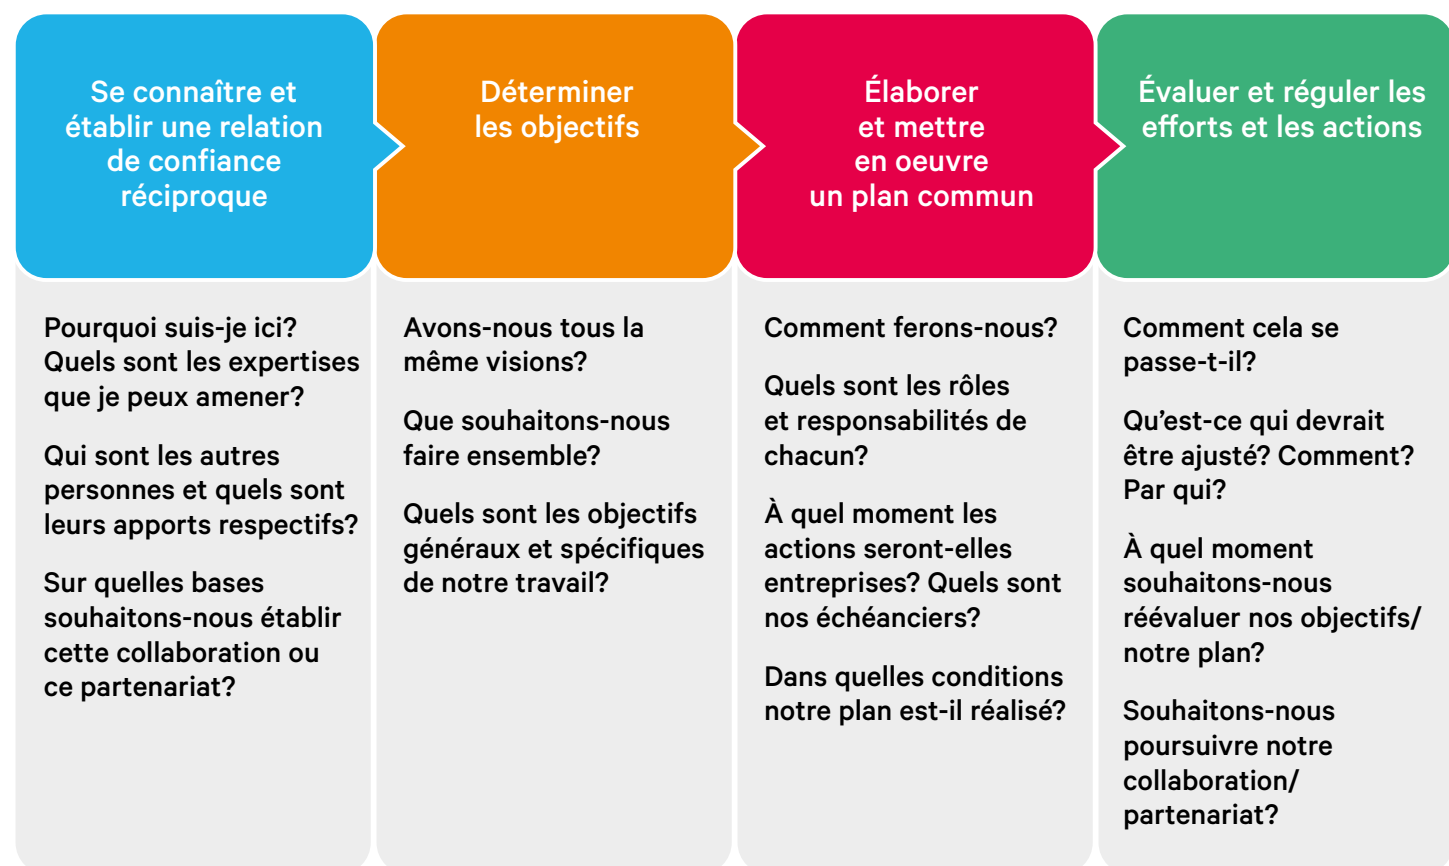 Se connaître et
établir une relation
de confiance
réciproque
Pourquoi suis-je ici?
Quels sont les expertises
que je peux amener?
Qui sont les autres
personnes et quels sont
leurs apports respectifs?
Sur quelles bases
souhaitons-nous établir
cette collaboration ou
ce partenariat?
Déterminer
les objectifs
Avons-nous tous la
même visions?
Que souhaitons-nous
faire ensemble?
Quels sont les objectifs
généraux et spécifiques
de notre travail?
Élaborer
et mettre
en oeuvre
un plan commun
Comment ferons-nous?
Quels sont les rôles
et responsabilités de
chacun?
À quel moment les
actions seront-elles
entreprises? Quels sont
nos échéanciers?
Dans quelles conditions
notre plan est-il réalisé?
Évaluer et réguler les
efforts et les actions
Comment cela se
passe-t-il?
Qu’est-ce qui devrait
être ajusté? Comment?
Par qui?
À quel moment
souhaitons-nous
réévaluer nos objectifs/
notre plan?
Souhaitons-nous
poursuivre notre
collaboration/
partenariat?